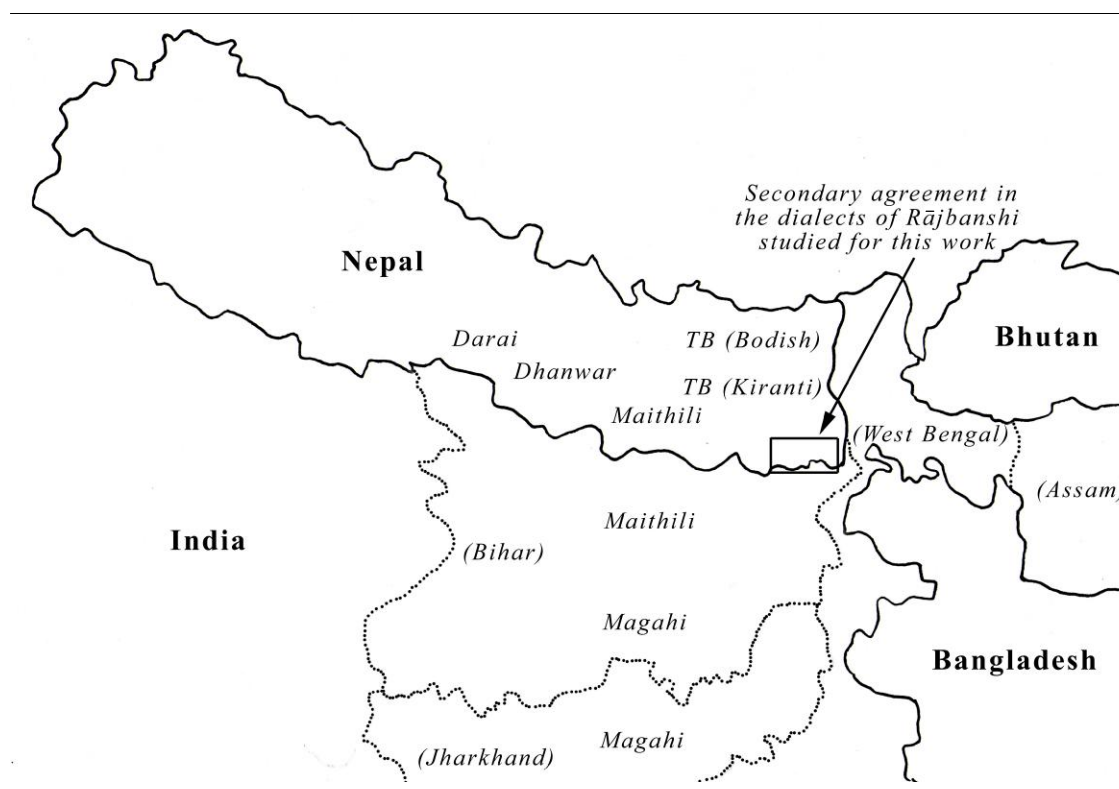 Secondary agreement in
the dialects of Rājbanshi
studied for this work
Nepal
Bhutan
Darai
TB (Bodish)
Dhanwar
TB (Kiranti)
Maithili
(West Bengal)
(Assam)
India
Maithili
(Bihar)
Magahi
Bangladesh
Magahi
(Jharkhand)